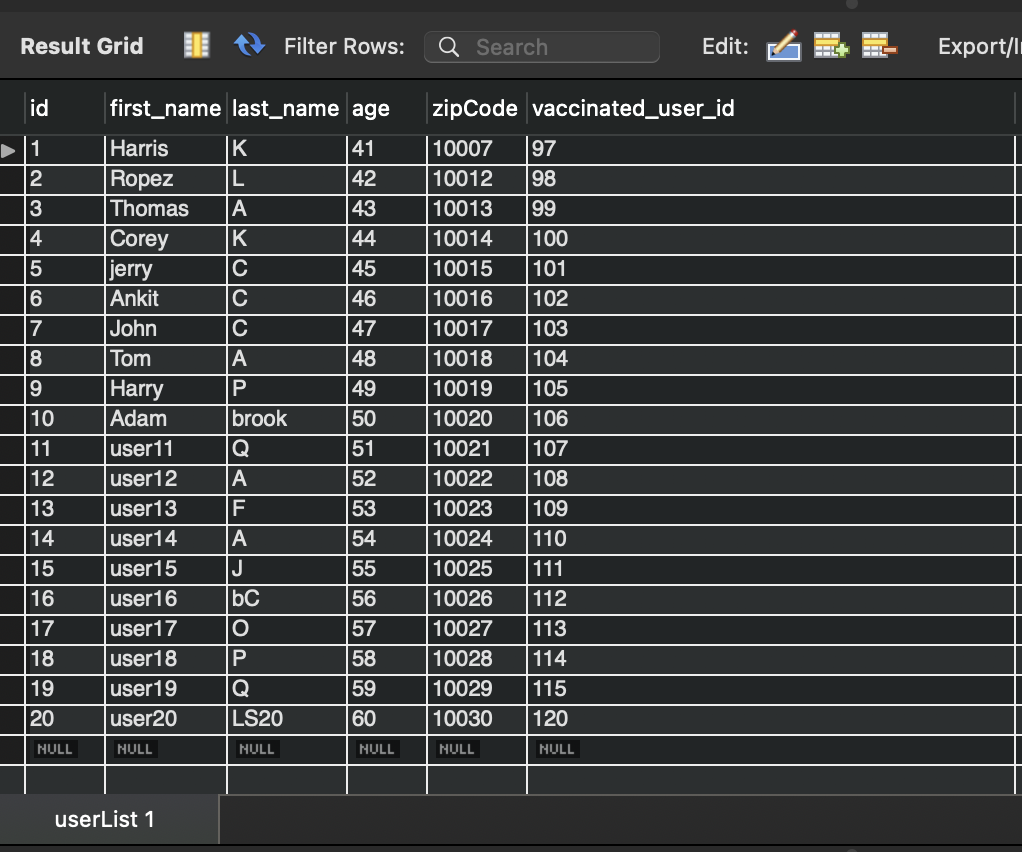 Result Grid Filter Rows: Search Edit: Export/I
id first_name last_name age zipCode vaccinated_user_id
1 Harris K 41 10007 97
2 Ropez L 42 10012 98
3 Thomas A 43 10013 99
4 Corey K 44 10014 100
5 jerry C 45 10015 101
6 Ankit C 46 10016 102
7 John C 47 10017 103
8 Tom A 48 10018 104
9 Harry P 49 10019 105
10 Adam brook 50 10020 106
11 user11 Q 51 10021 107
12 user12 A 52 10022 108
13 user13 F 53 10023 109
14 user14 A 54 10024 110
15 user15 J 55 10025 111
16 user16 bC 56 10026 112
17 user17 O 57 10027 113
18 user18 P 58 10028 114
19 user19 Q 59 10029 115
20 user20 LS20 60 10030 120
NULL NULL NULL NULL NULL NULL
userList 1